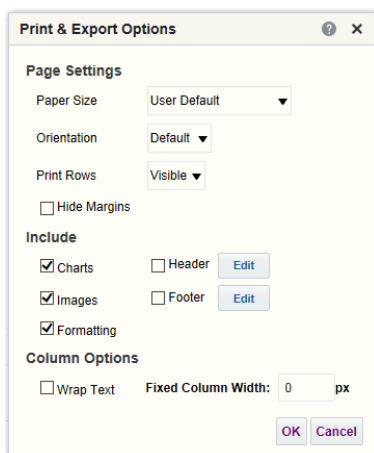 Print & Export Options ?
Page Settings
Paper Size User Default
Orientation Default
Print Rows Visible
Hide Margins
Include
Charts Header Edit
Images Footer Edit
Formatting
Column Options
Wrap Text Fixed Column Width: 0 px
OK Cancel